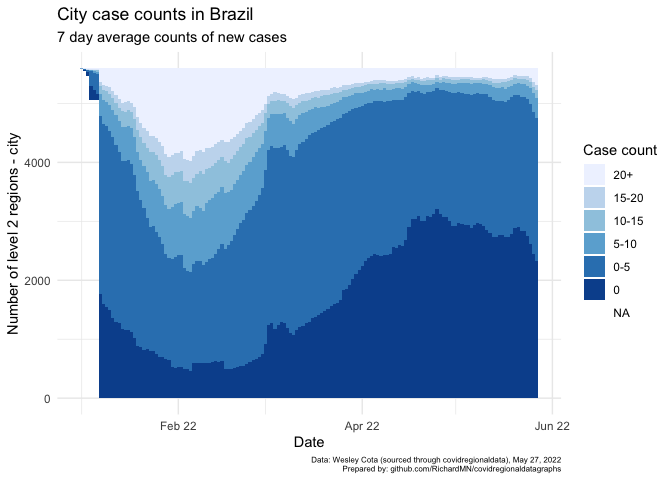 City case counts in Brazil
7 day average counts of new cases
Number of level 2 regions - city
4000
2000
0
Feb 22
Apr 22
Jun 22
Date
Case count
20+
15-20
10-15
5-10
0-5
0
NA
Data: Wesley Cota (sourced through covidregionaldata), May 27, 2022
Prepared by: github.com/RichardMN/covidregionaldatagraphs